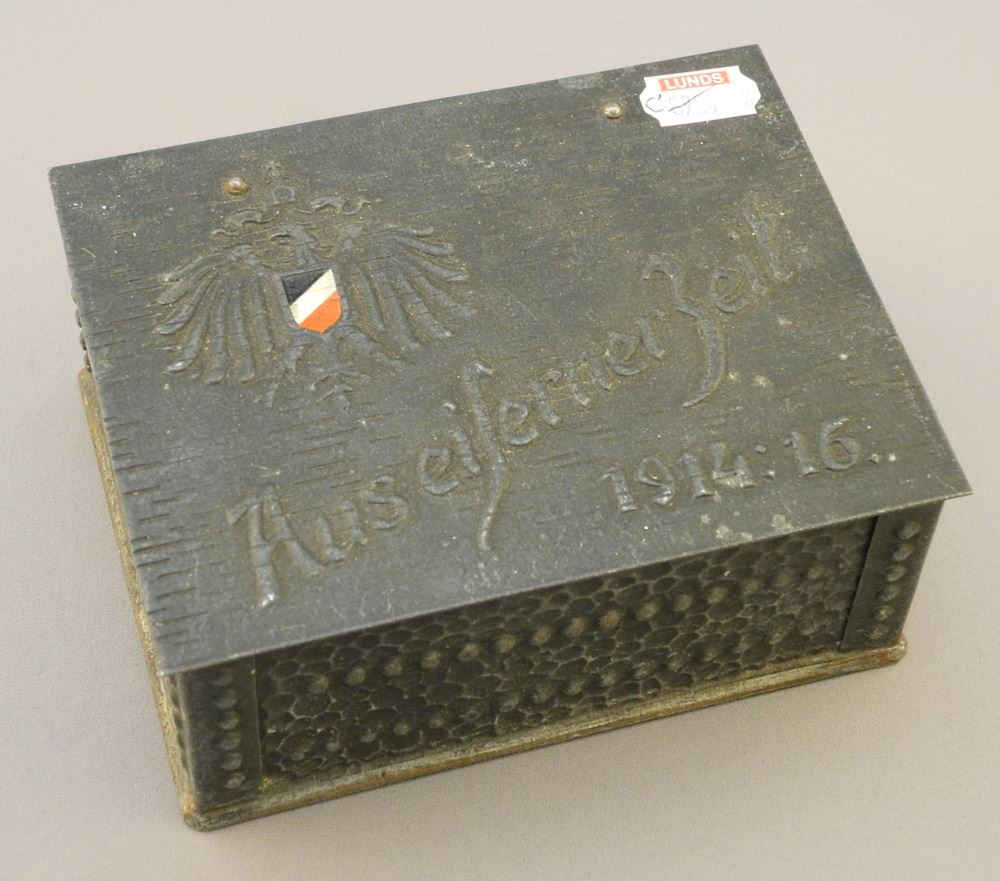 LUNDS
Aus eiserner Zeit
1914:16.